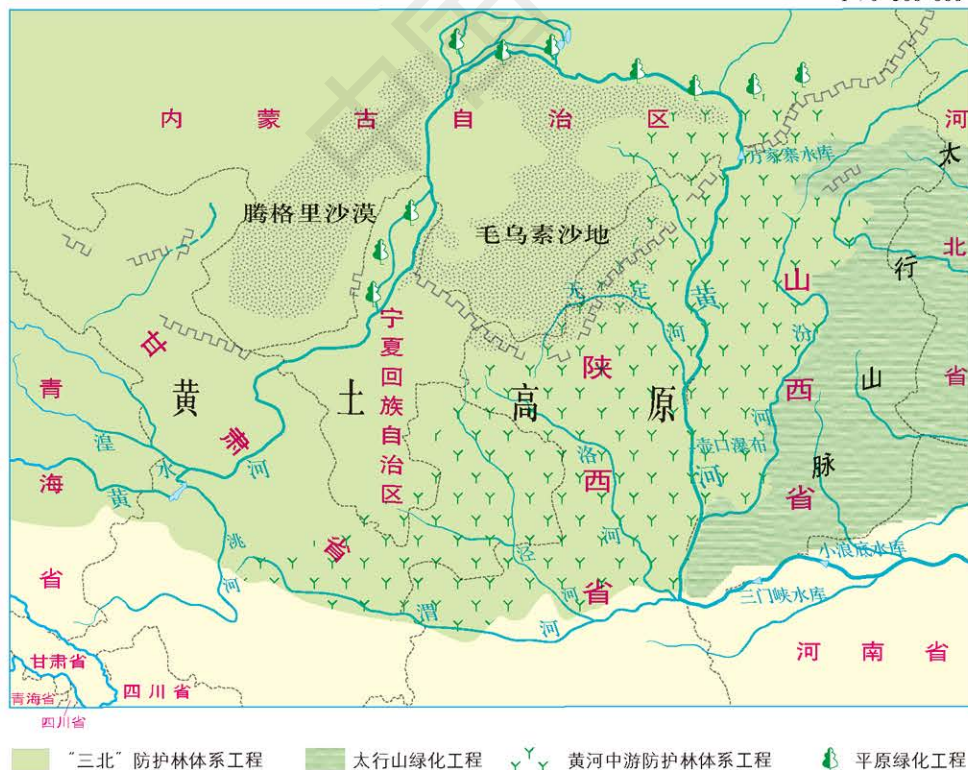 内蒙古自治区
河
太
万家寨水库
腾格里沙漠
毛乌素沙地
行
北
山
无定河
黄
汾
宁夏回族自治区
甘肃省
陕西省
黄土高原
山
省
青海省
西
河
湟水
黄河
洛河
壶口瀑布
河
脉
省
黄
洮河
泾河
渭河
小浪底水库
三门峡水库
河南省
甘肃省
青海省
四川省
四川省
“三北”防护林体系工程
太行山绿化工程
黄河中游防护林体系工程
平原绿化工程